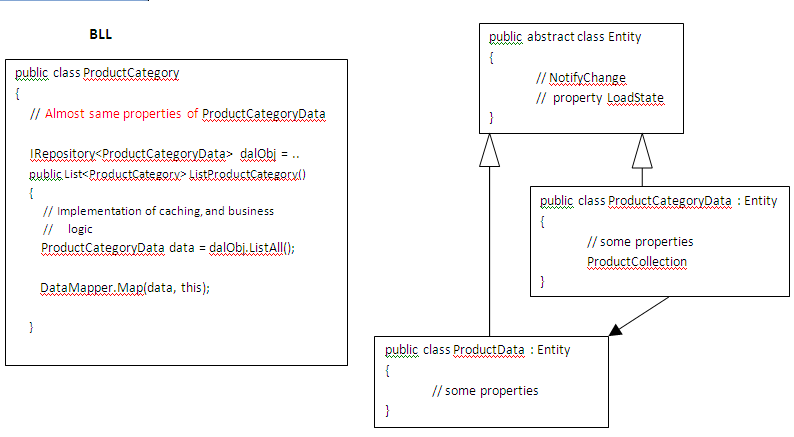 BLL
public class ProductCategory
{
// Almost same properties of ProductCategoryData
IRepository<ProductCategoryData> dalObj = ..
public List<ProductCategory> ListProductCategory()
{
// Implementation of caching, and business
// logic
ProductCategoryData data = dalObj.ListAll();
DataMapper.Map(data, this);
}
public abstract class Entity
{
// NotifyChange
// property LoadState
}
public class ProductCategoryData : Entity
{
// some properties
ProductCollection
}
public class ProductData : Entity
{
// some properties
}